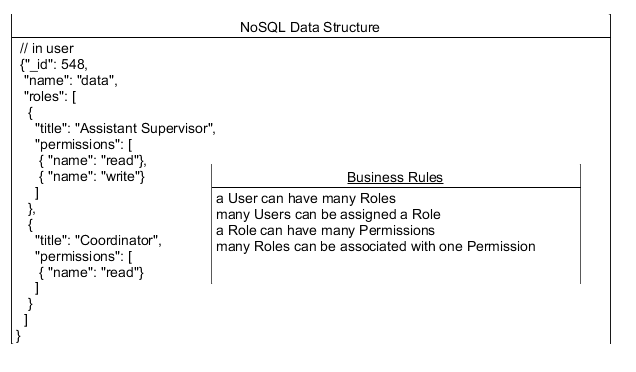 NoSQL Data Structure
// in user
{"_id": 548,
"name": "data",
"roles": [
{
"title": "Assistant Supervisor",
"permissions": [
{ "name": "read"},
{ "name": "write"}
]
},
{
"title": "Coordinator",
"permissions": [
{ "name": "read"}
]
}
]
}
Business Rules
a User can have many Roles
many Users can be assigned a Role
a Role can have many Permissions
many Roles can be associated with one Permission